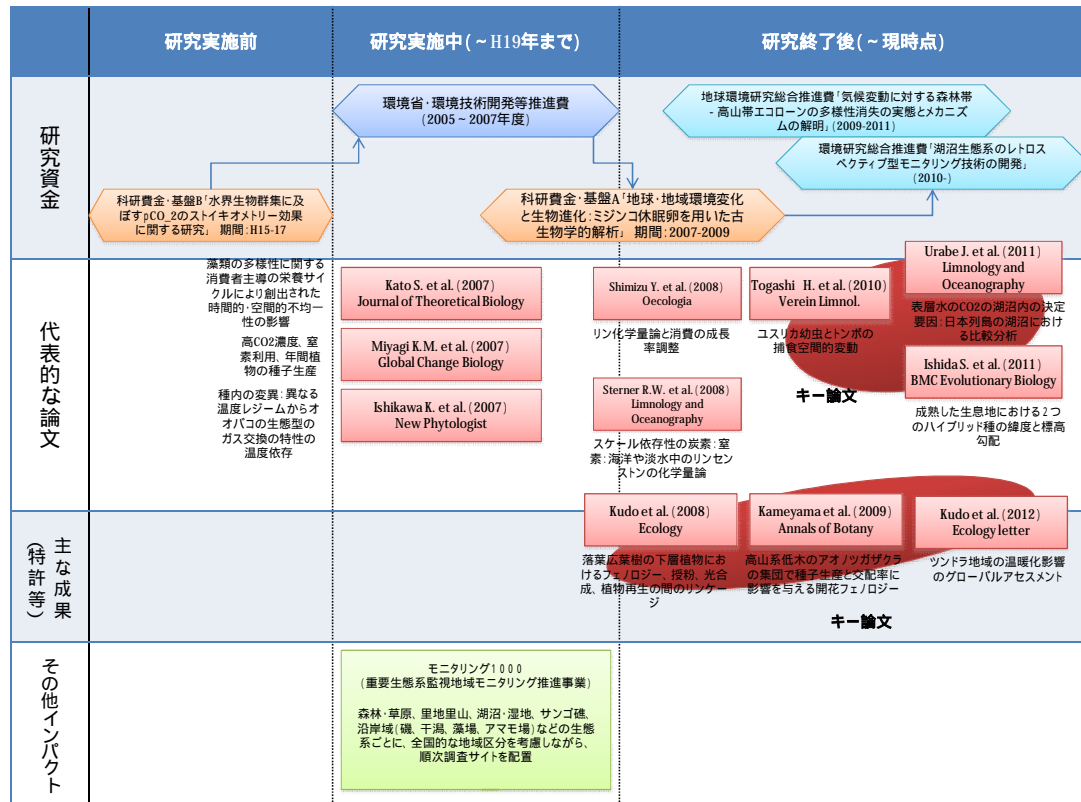 研究実施前
研究実施中(～H19年まで)
研究終了後(～現時点)
研究資金
環境省・環境技術開発等推進費
(2005～2007年度)
地球環境研究総合推進費「気候変動に対する森林帯
-高山帯エコローンの多様性消失の実態とメカニズ
ムの解明」(2009-2011)
環境研究総合推進費「湖沼生態系のレトロス
ペクティブ型モニタリング技術の開発」
(2010-)
科研費金・基盤B「水界生物群集に及
ぼすpCO_2のストイキオメトリー効果
に関する研究」 期間:H15-17
科研費金・基盤A「地球・地域環境変化
と生物進化:ミジンコ休眠卵を用いた古
生物学的解析」 期間:2007-2009
代表的な論文
藻類の多様性に関する
消費者主導の栄養サイ
クルにより創出された
時間的・空間的不均一
性の影響
Kato S. et al. (2007)
Journal of Theoretical Biology
高CO2濃度、窒
素利用、年間植
物の種子生産
Miyagi K.M. et al. (2007)
Global Change Biology
種内の変異:異なる
温度レジームからオ
オバコの生態型の
ガス交換の特性の
温度依存
Ishikawa K. et al. (2007)
New Phytologist
Shimizu Y. et al. (2008)
Oecologia
リン化学量論と消費の成長
率調整
Sterner R.W. et al. (2008)
Limnology and
Oceanography
スケール依存性の炭素:窒
素:海洋や淡水中のリンセ
ンストンの化学量論
Togashi H. et al. (2010)
Verein Limnol.
ユスリカ幼虫とトンボの
捕食空間的変動
Urabe J. et al. (2011)
Limnology and
Oceanography
表層水のCO2の湖沼内の決定
要因:日本列島の湖沼におけ
る比較分析
Ishida S. et al. (2011)
BMC Evolutionary Biology
成熟した生息地における2つ
のハイブリッド種の緯度と標高
勾配
キー論文
主な成果
(特許等)
Kudo et al. (2008)
Ecology
落葉広葉樹の下層植物にお
けるフェノロジー、授粉、光合
成、植物再生の間のリンケー
ジ
Kameyama et al. (2009)
Annals of Botany
高山系低木のアオノツガザクラ
の集団で種子生産と交配率に
影響を与える開花フェノロジー
Kudo et al. (2012)
Ecology letter
ツンドラ地域の温暖化影響
のグローバルアセスメント
キー論文
その他インパクト
モニタリング1000
(重要生態系監視地域モニタリング推進事業)
森林・草原、里地里山、湖沼・湿地、サンゴ礁、
沿岸域(磯、干潟、藻場、アマモ場)などの生態
系ごとに、全国的な地域区分を考慮しながら、
順次調査サイトを配置